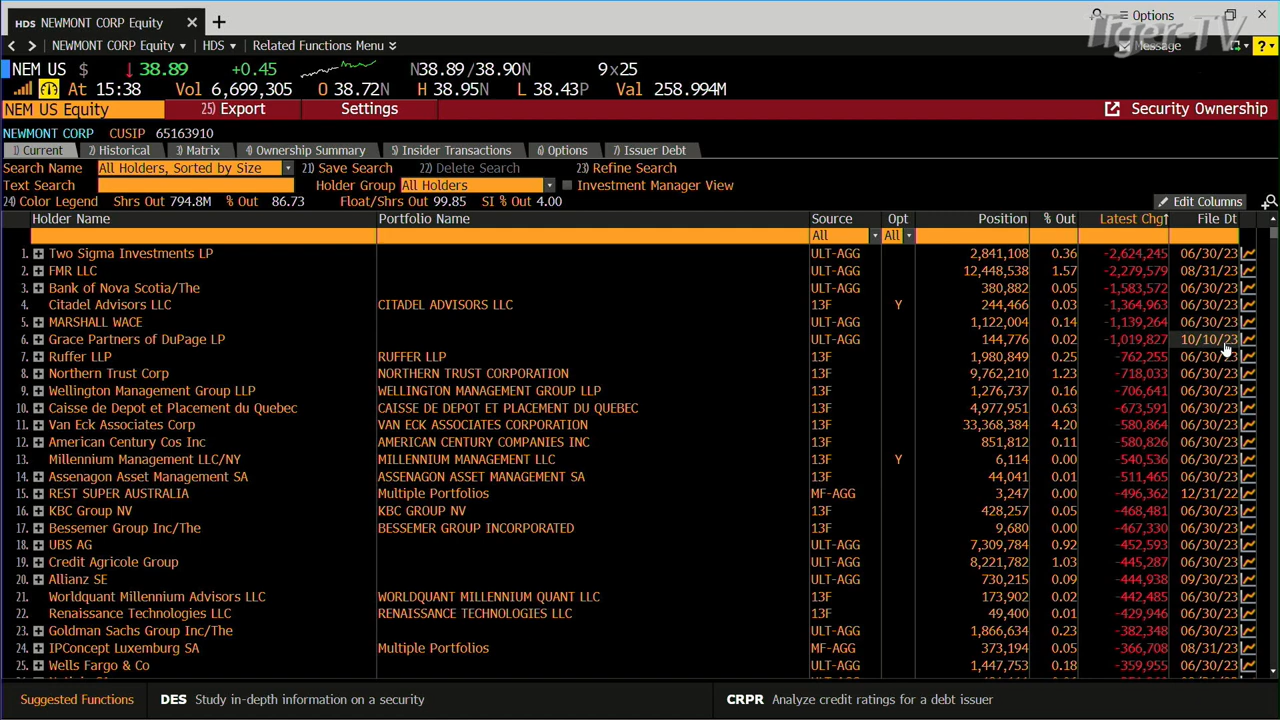 HDS NEWMONT CORP Equity × +
Options
NEWMONT CORP Equity HDS Related Functions Menu Message ?
Tiger-TV
NEM US $ ↓ 38.89 +0.45 N38.89/38.90N 9×25
At 15:38 Vol 6,699,305 O 38.72N H 38.95N L 38.43P Val 258.994M
NEM US Equity 25) Export Settings Security Ownership
NEWMONT CORP CUSIP 65163910
1) Current 2) Historical 3) Matrix 4) Ownership Summary 5) Insider Transactions 6) Options 7) Issuer Debt
Search Name All Holders, Sorted by Size 21) Save Search 22) Delete Search 23) Refine Search
Text Search Holder Group All Holders Investment Manager View
24) Color Legend Shrs Out 794.8M % Out 86.73 Float/Shrs Out 99.85 SI % Out 4.00 Edit Columns
Holder Name Portfolio Name Source Opt Position % Out Latest Chg↑ File Dt
All All
1. Two Sigma Investments LP ULT-AGG 2,841,108 0.36 -2,624,245 06/30/23
2. FMR LLC ULT-AGG 12,448,538 1.57 -2,279,579 08/31/23
3. Bank of Nova Scotia/The ULT-AGG 380,882 0.05 -1,583,572 06/30/23
4. Citadel Advisors LLC CITADEL ADVISORS LLC 13F Y 244,466 0.03 -1,364,963 06/30/23
5. MARSHALL WACE ULT-AGG 1,122,004 0.14 -1,139,264 06/30/23
6. Grace Partners of DuPage LP ULT-AGG 144,776 0.02 -1,019,827 10/10/23
7. Ruffer LLP RUFFER LLP 13F 1,980,849 0.25 -762,255 06/30/23
8. Northern Trust Corp NORTHERN TRUST CORPORATION 13F 9,762,210 1.23 -718,033 06/30/23
9. Wellington Management Group LLP WELLINGTON MANAGEMENT GROUP LLP 13F 1,276,737 0.16 -706,641 06/30/23
10. Caisse de Depot et Placement du Quebec CAISSE DE DEPOT ET PLACEMENT DU QUEBEC 13F 4,977,951 0.63 -673,591 06/30/23
11. Van Eck Associates Corp VAN ECK ASSOCIATES CORPORATION 13F 33,368,384 4.20 -580,864 06/30/23
12. American Century Cos Inc AMERICAN CENTURY COMPANIES INC 13F 851,812 0.11 -580,826 06/30/23
13. Millennium Management LLC/NY MILLENNIUM MANAGEMENT LLC 13F Y 6,114 0.00 -540,536 06/30/23
14. Assenagon Asset Management SA ASSENAGON ASSET MANAGEMENT SA 13F 44,041 0.01 -511,465 06/30/23
15. REST SUPER AUSTRALIA Multiple Portfolios MF-AGG 3,247 0.00 -496,362 12/31/22
16. KBC Group NV KBC GROUP NV 13F 428,257 0.05 -468,481 06/30/23
17. Bessemer Group Inc/The BESSEMER GROUP INCORPORATED 13F 9,680 0.00 -467,330 06/30/23
18. UBS AG ULT-AGG 7,309,784 0.92 -452,593 06/30/23
19. Credit Agricole Group ULT-AGG 8,221,782 1.03 -445,287 06/30/23
20. Allianz SE ULT-AGG 730,215 0.09 -444,938 09/30/23
21. Worldquant Millennium Advisors LLC WORLDQUANT MILLENNIUM QUANT LLC 13F 173,902 0.02 -442,485 06/30/23
22. Renaissance Technologies LLC RENAISSANCE TECHNOLOGIES LLC 13F 49,400 0.01 -429,946 06/30/23
23. Goldman Sachs Group Inc/The ULT-AGG 1,866,634 0.23 -382,348 06/30/23
24. IPConcept Luxemburg SA Multiple Portfolios MF-AGG 373,194 0.05 -366,708 08/31/23
25. Wells Fargo & Co ULT-AGG 1,447,753 0.18 -359,955 06/30/23
Suggested Functions DES Study in-depth information on a security CRPR Analyze credit ratings for a debt issuer